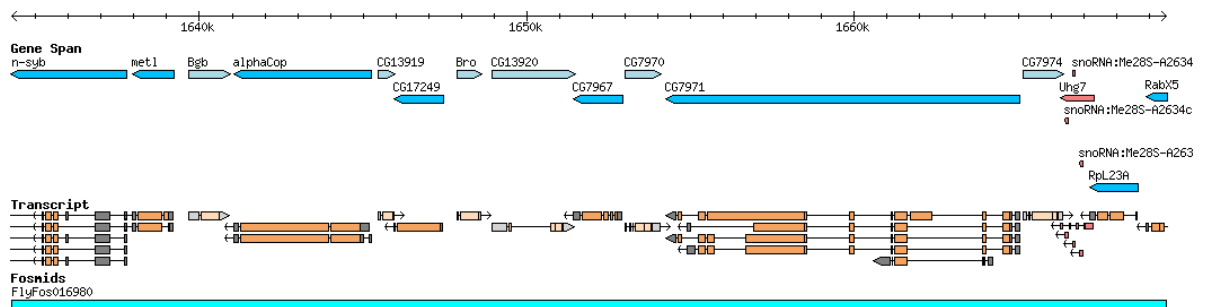 1640k 1650k 1660k
Gene Span
n-syb metl Bgb alphaCop CG13919 Bro CG13920 CG7970 CG7974 snoRNA:Me28S-A2634
CG17249 CG7967 CG7971 Uhg7 RabX5
snoRNA:Me28S-A2634c
snoRNA:Me28S-A263
RpL23A
Transcript
Fosmids
FlyFos016980